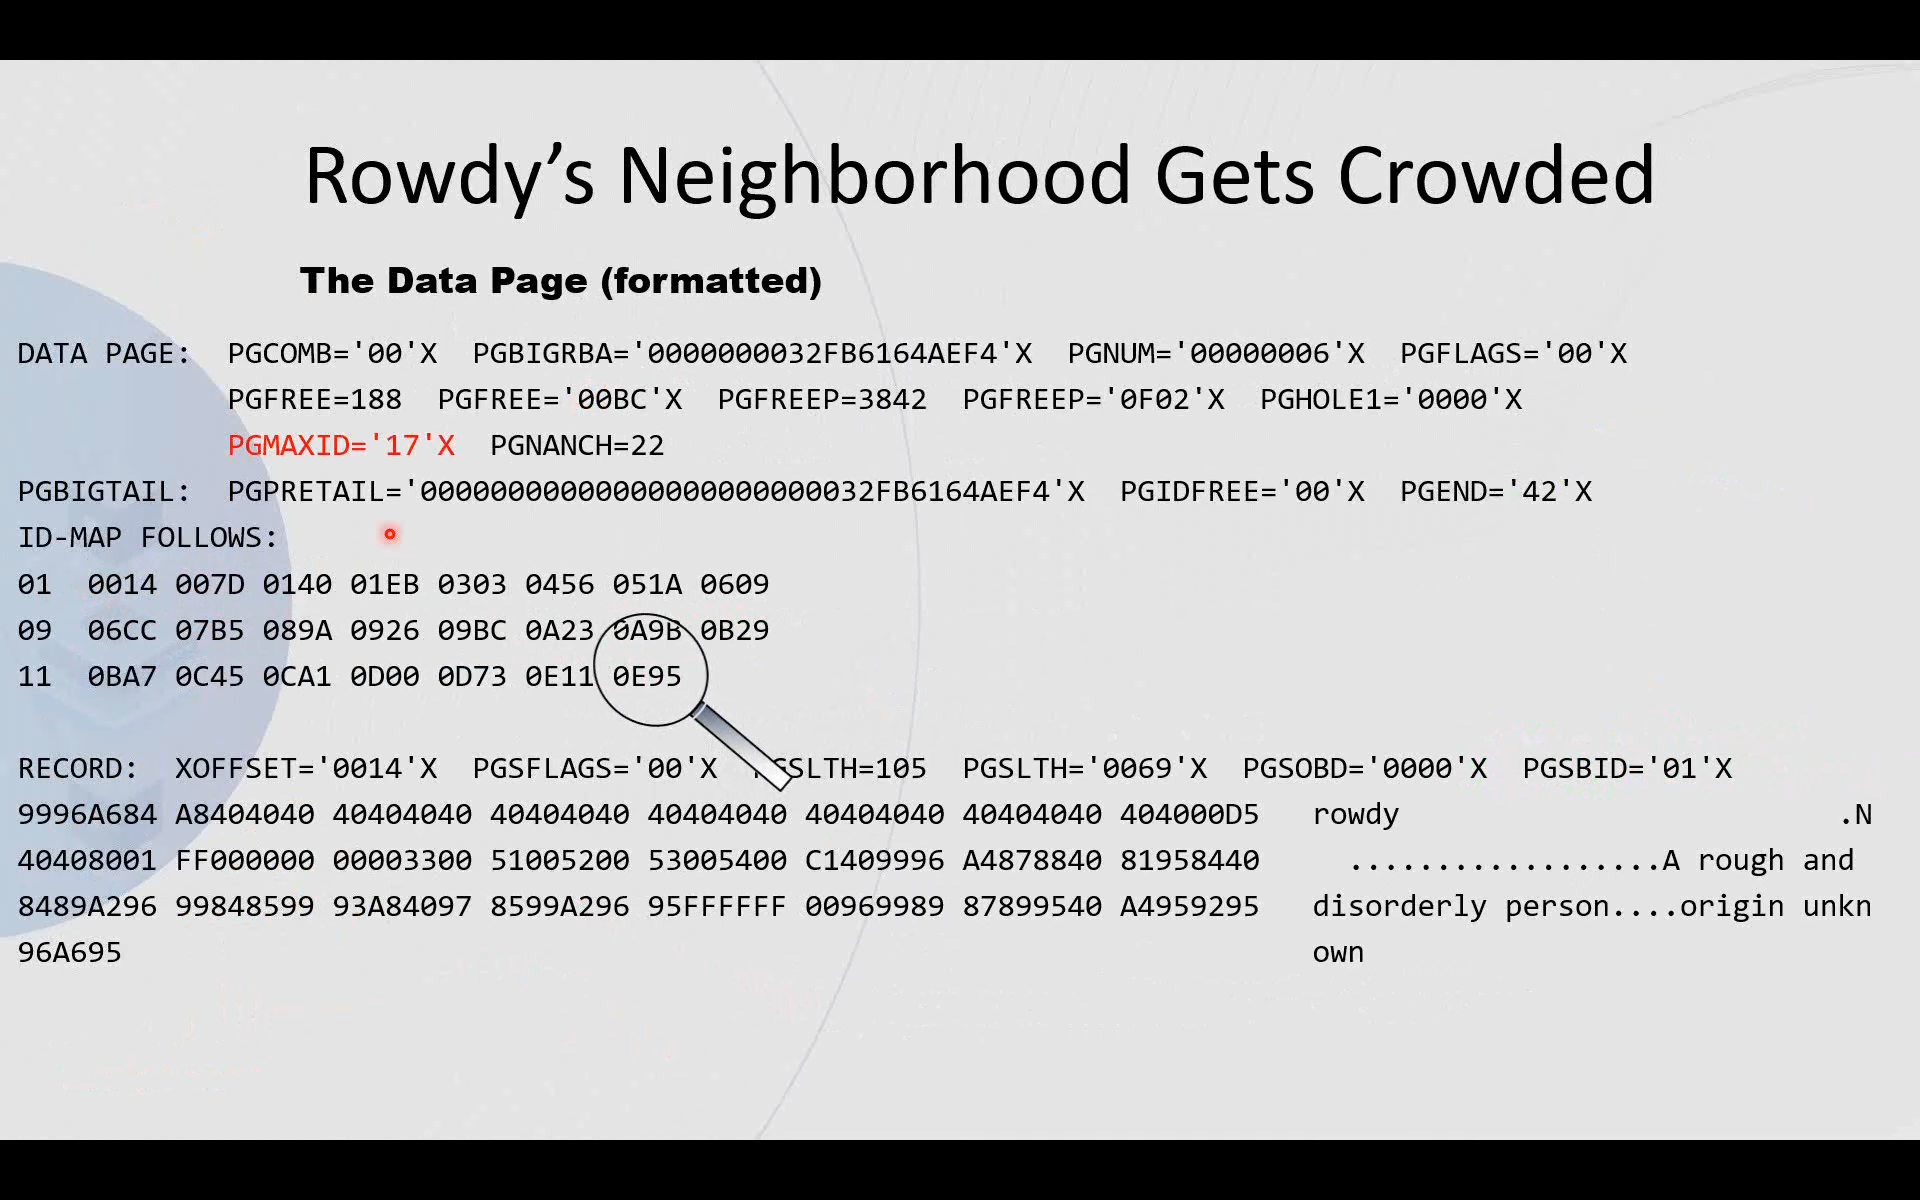 Rowdy’s Neighborhood Gets Crowded
The Data Page (formatted)
DATA PAGE: PGCOMB='00'X PGBIGRBA='0000000032FB6164AEF4'X PGNUM='00000006'X PGFLAGS='00'X
PGFREE=188 PGFREE='00BC'X PGFREEP=3842 PGFREEP='0F02'X PGHOLE1='0000'X
PGMAXID='17'X PGNANCH=22
PGBIGTAIL: PGPRETAIL='0000000000000000000000000032FB6164AEF4'X PGIDFREE='00'X PGEND='42'X
ID-MAP FOLLOWS:
01 0014 007D 0140 01EB 0303 0456 051A 0609
09 06CC 07B5 089A 0926 09BC 0A23 0A9B 0B29
11 0BA7 0C45 0CA1 0D00 0D73 0E11 0E95
RECORD: XOFFSET='0014'X PGSFLAGS='00'X PGSLTH=105 PGSLTH='0069'X PGSOBD='0000'X PGSBID='01'X
9996A684 A8404040 40404040 40404040 40404040 40404040 40404040 404000D5 rowdy .N
40408001 FF000000 00003300 51005200 53005400 C1409996 A4878840 81958440 ..................A rough and
8489A296 99848599 93A84097 8599A296 95FFFFFF 00969989 87899540 A4959295 disorderly person....origin unkn
96A695 own